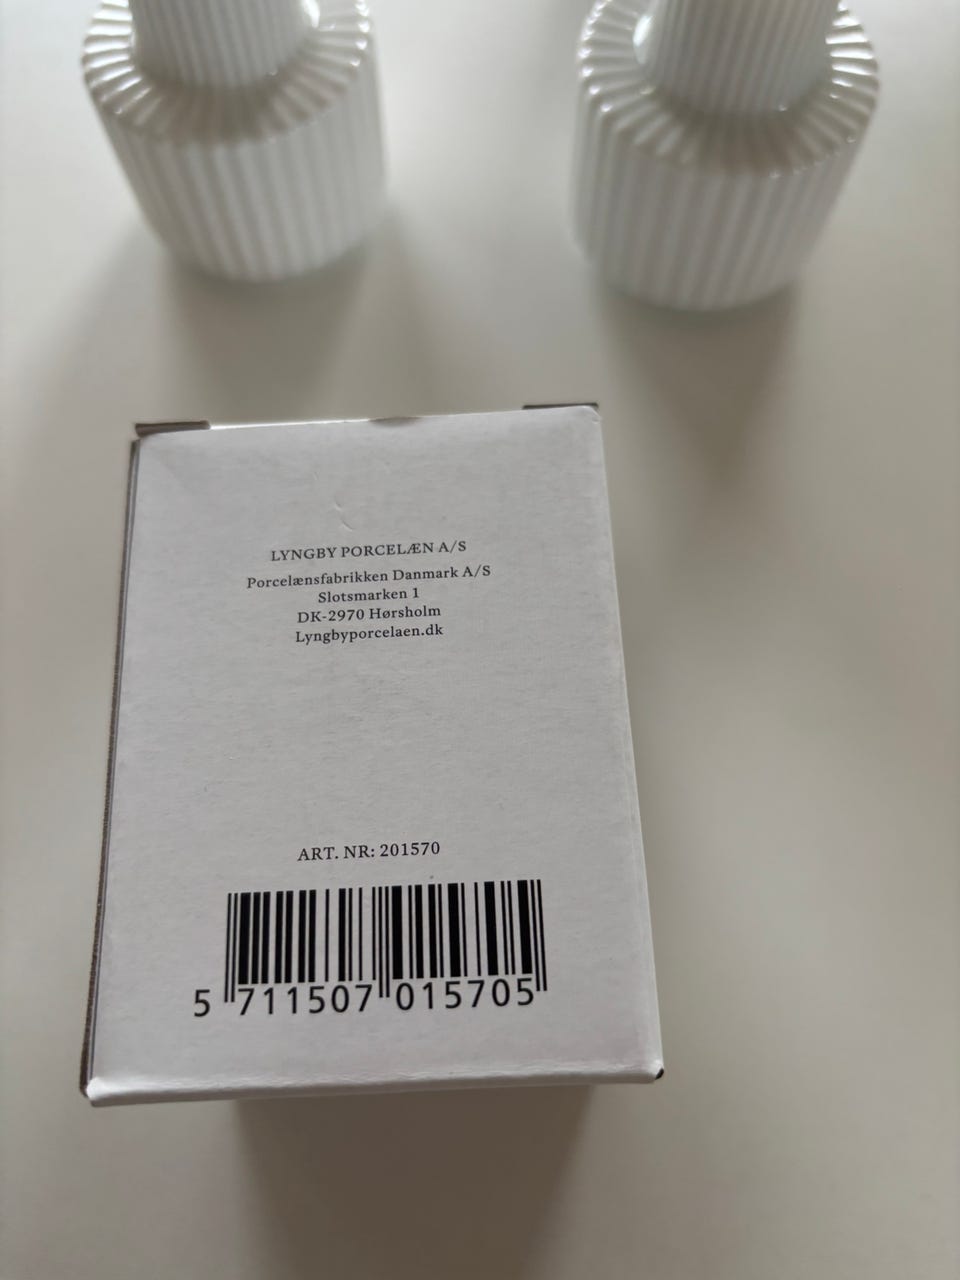 LYNGBY PORCELÆN A/S
Porcelænsfabrikken Danmark A/S
Slotsmarken 1
DK-2970 Hørsholm
Lyngbyporcelaen.dk
ART. NR: 201570
5 711507 015705